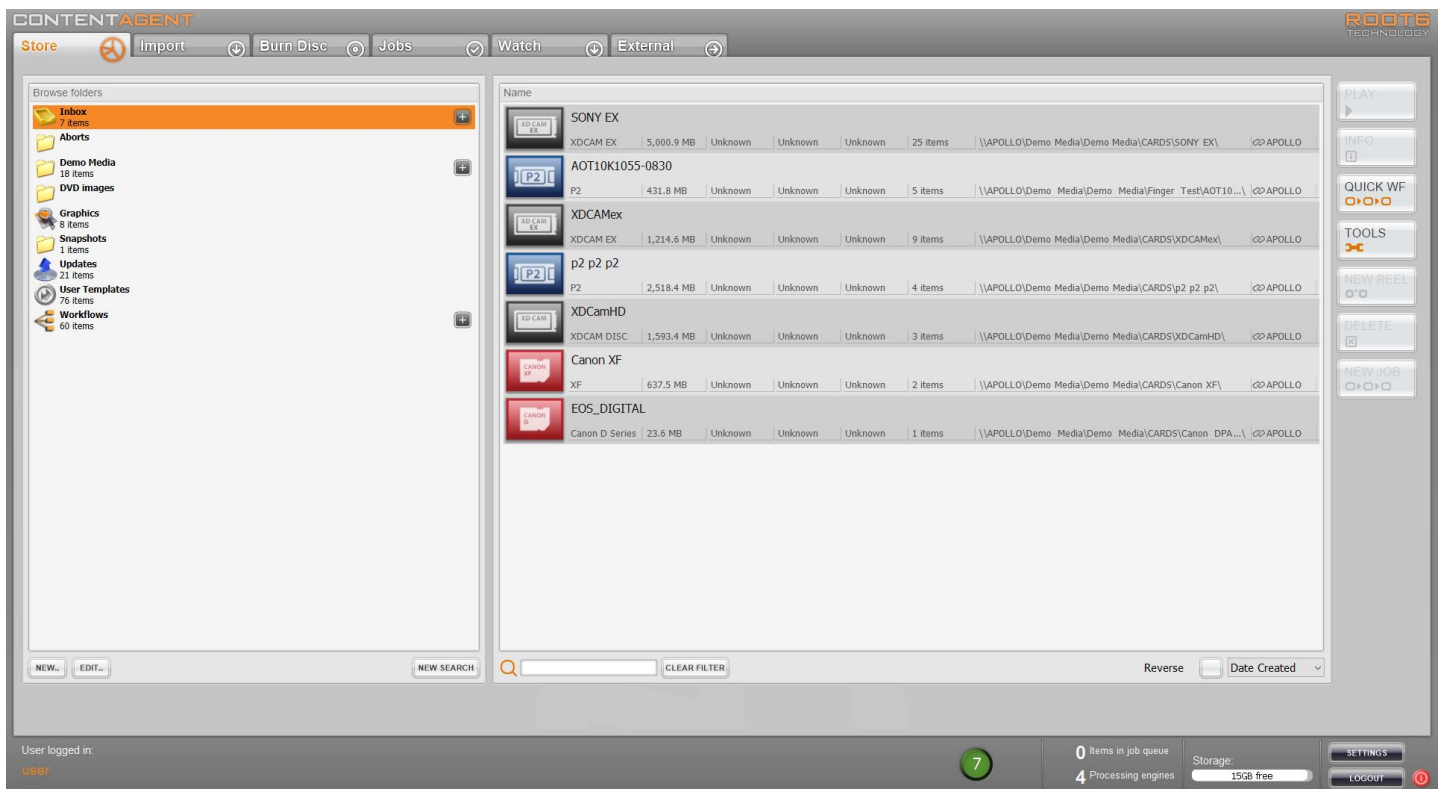 CONTENTAGENT
ROOT6
TECHNOLOGY
Store
Import
Burn Disc
Jobs
Watch
External
Browse folders
Inbox
7 items
Aborts
Demo Media
18 items
DVD images
Graphics
8 items
Snapshots
1 items
Updates
21 items
User Templates
76 items
Workflows
60 items
NEW..
EDIT..
NEW SEARCH
Name
XD CAM
EX
SONY EX
XDCAM EX 5,000.9 MB Unknown Unknown Unknown 25 items \\APOLLO\Demo Media\Demo Media\CARDS\SONY EX\ APOLLO
P2
AOT10K1055-0830
P2 431.8 MB Unknown Unknown Unknown 5 items \\APOLLO\Demo Media\Demo Media\Finger Test\AOT10...\ APOLLO
XD CAM
EX
XDCAMex
XDCAM EX 1,214.6 MB Unknown Unknown Unknown 9 items \\APOLLO\Demo Media\Demo Media\CARDS\XDCAMex\ APOLLO
P2
p2 p2 p2
P2 2,518.4 MB Unknown Unknown Unknown 4 items \\APOLLO\Demo Media\Demo Media\CARDS\p2 p2 p2\ APOLLO
XD CAM
XDCamHD
XDCAM DISC 1,593.4 MB Unknown Unknown Unknown 3 items \\APOLLO\Demo Media\Demo Media\CARDS\XDCamHD\ APOLLO
CANON
XF
Canon XF
XF 637.5 MB Unknown Unknown Unknown 2 items \\APOLLO\Demo Media\Demo Media\CARDS\Canon XF\ APOLLO
CANON
D
EOS_DIGITAL
Canon D Series 23.6 MB Unknown Unknown Unknown 1 items \\APOLLO\Demo Media\Demo Media\CARDS\Canon DPA...\ APOLLO
CLEAR FILTER
Reverse
Date Created
PLAY
INFO
QUICK WF
TOOLS
NEW REEL
DELETE
NEW JOB
User logged in:
user
7
0 Items in job queue
4 Processing engines
Storage:
15GB free
SETTINGS
LOGOUT